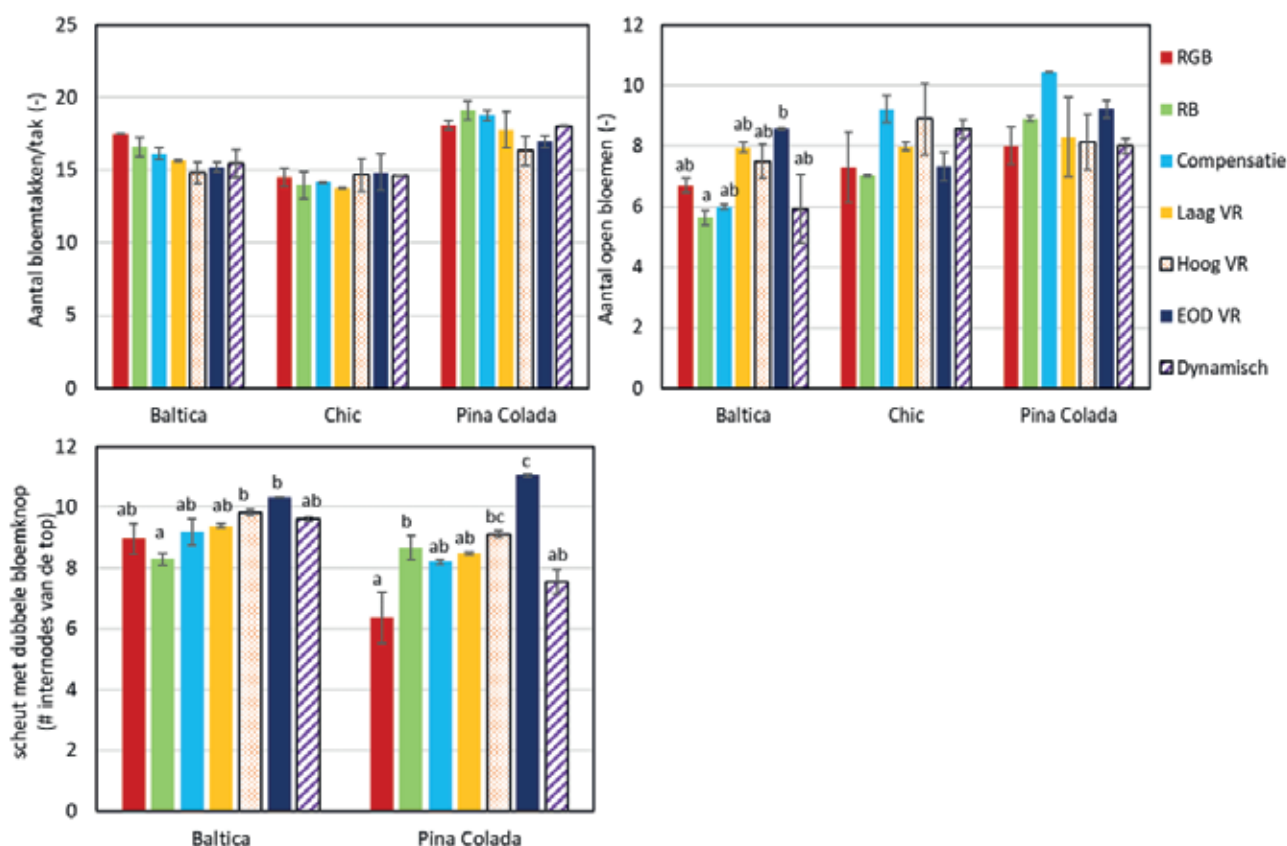 Aantal bloemtakken/tak (-)
25
20
15
10
5
0
Baltica
Chic
Pina Colada
Aantal open bloemen (-)
12
10
8
6
4
2
0
ab
a
ab
ab
ab
b
ab
Baltica
Chic
Pina Colada
RGB
RB
Compensatie
Laag VR
Hoog VR
EOD VR
Dynamisch
scheut met dubbele bloemknop
(# internodes van de top)
12
10
8
6
4
2
0
ab
a
ab
ab
b
b
ab
a
b
ab
ab
bc
c
ab
Baltica
Pina Colada